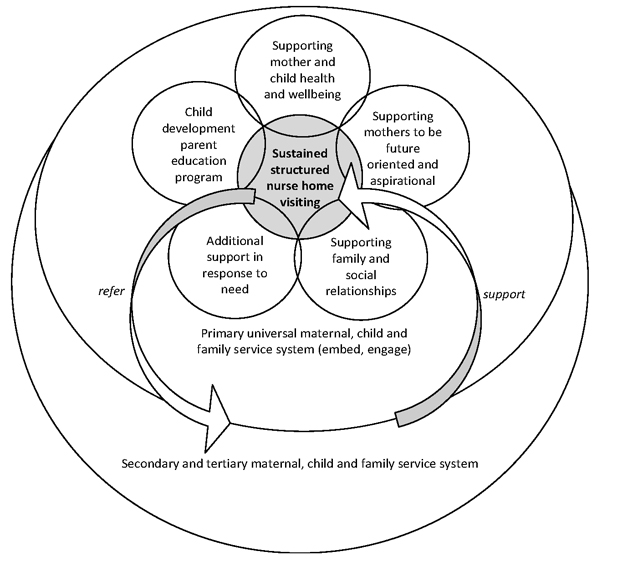 Supporting
mother and
child health
and wellbeing
Child
development
parent
education
program
Supporting
mothers to be
future
oriented and
aspirational
Sustained
structured
nurse home
visiting
Additional
support in
response to
need
Supporting
family and
social
relationships
refer
support
Primary universal maternal, child and
family service system (embed, engage)
Secondary and tertiary maternal, child and family service system